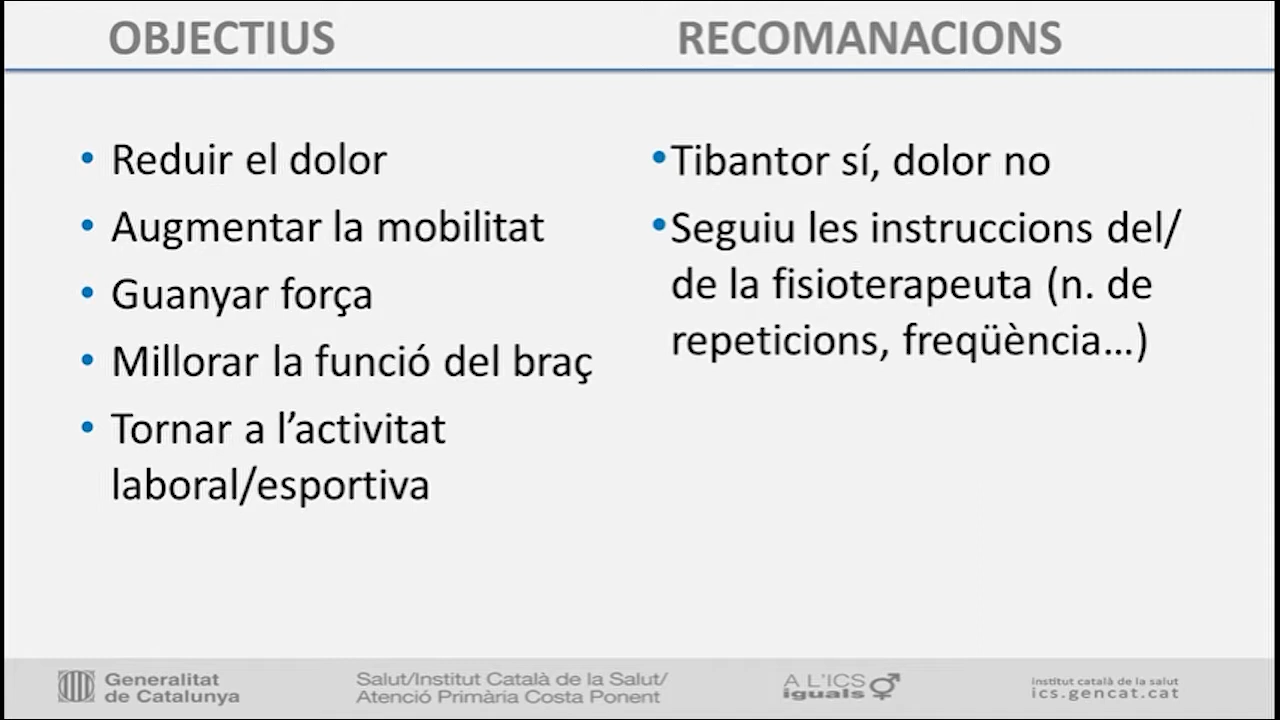 OBJECTIUS
• Reduir el dolor
• Augmentar la mobilitat
• Guanyar força
• Millorar la funció del braç
• Tornar a l’activitat
laboral/esportiva
RECOMANACIONS
•Tibantor sí, dolor no
•Seguiu les instruccions del/
de la fisioterapeuta (n. de
repeticions, freqüència…)
Generalitat
de Catalunya
Salut/Institut Català de la Salut/
Atenció Primària Costa Ponent
A L'ICS
iguals
institut català de la salut
ics.gencat.cat